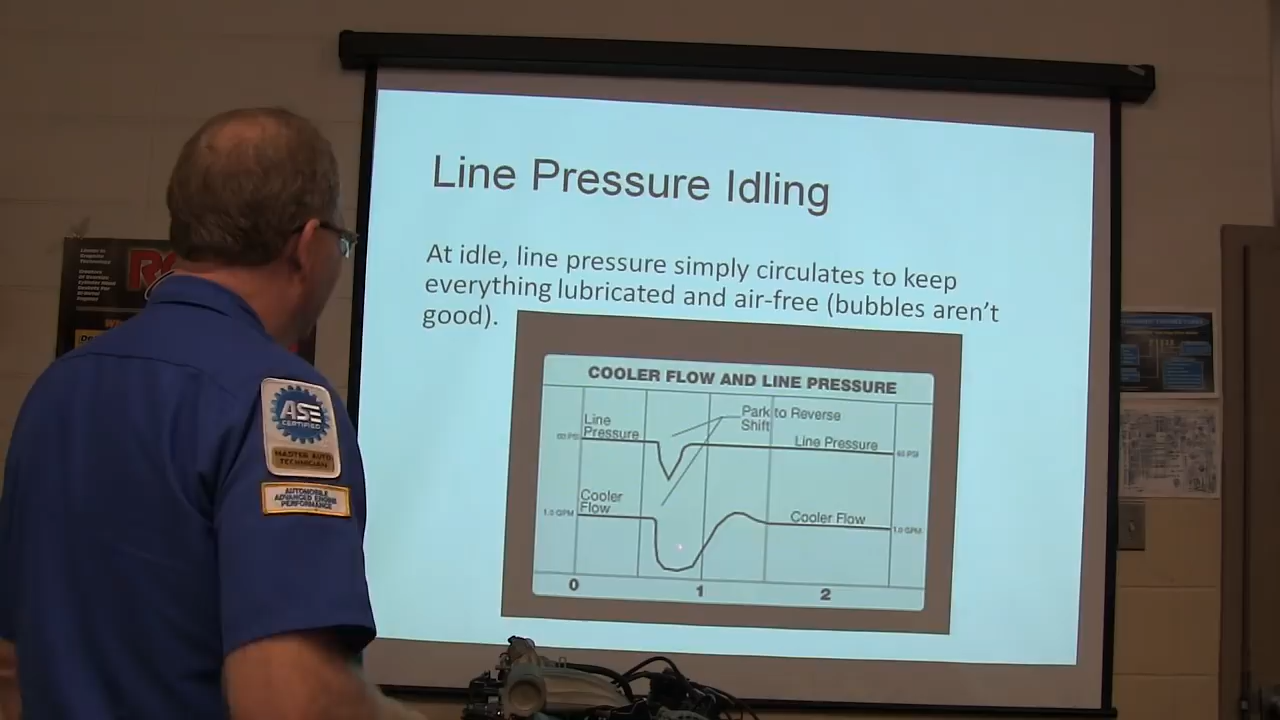 Line Pressure Idling
At idle, line pressure simply circulates to keep
everything lubricated and air-free (bubbles aren't
good).
COOLER FLOW AND LINE PRESSURE
Line
Pressure
Park to Reverse
Shift
Line Pressure
60 PSI
Cooler
Flow
1.0 GPM
Cooler Flow
1.0 GPM
0
1
2
ASE
CERTIFIED
MASTER AUTO
TECHNICIAN
AUTOMOBILE
ADVANCED ENGINE
PERFORMANCE